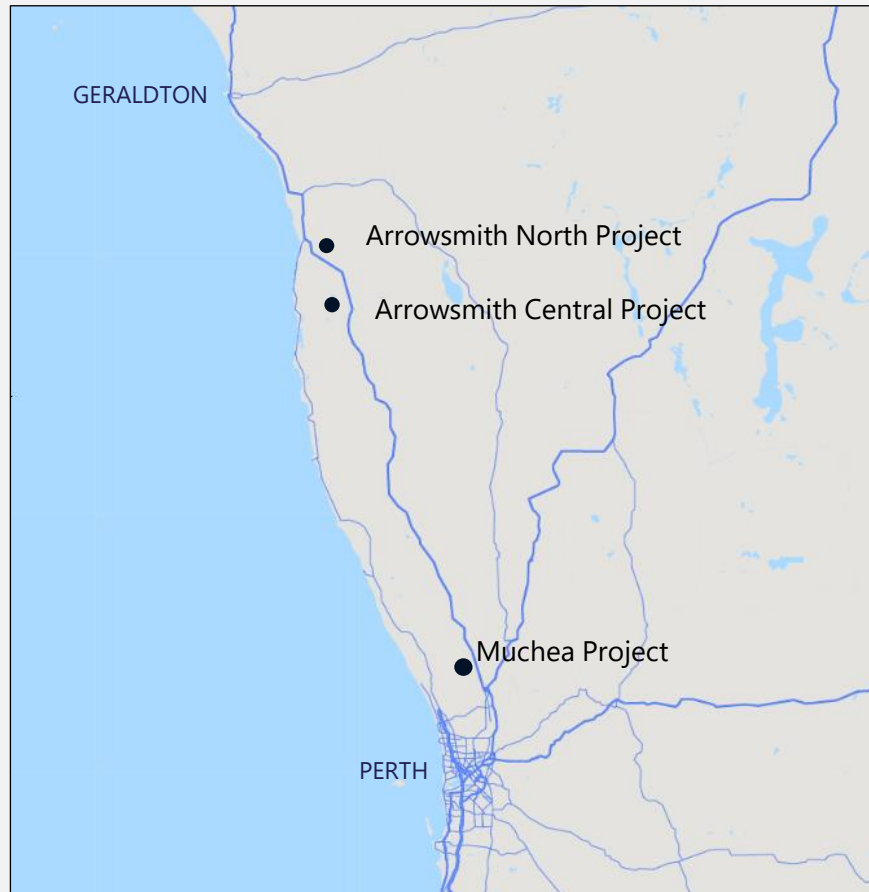 GERALDTON
Arrowsmith North Project
Arrowsmith Central Project
Muchea Project
PERTH